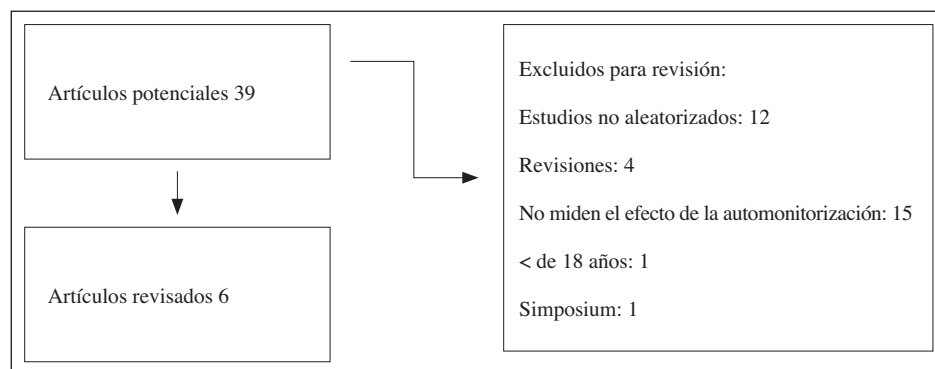 Artículos potenciales 39
Artículos revisados 6
Excluidos para revisión:
Estudios no aleatorizados: 12
Revisiones: 4
No miden el efecto de la automonitorización: 15
< de 18 años: 1
Simposium: 1